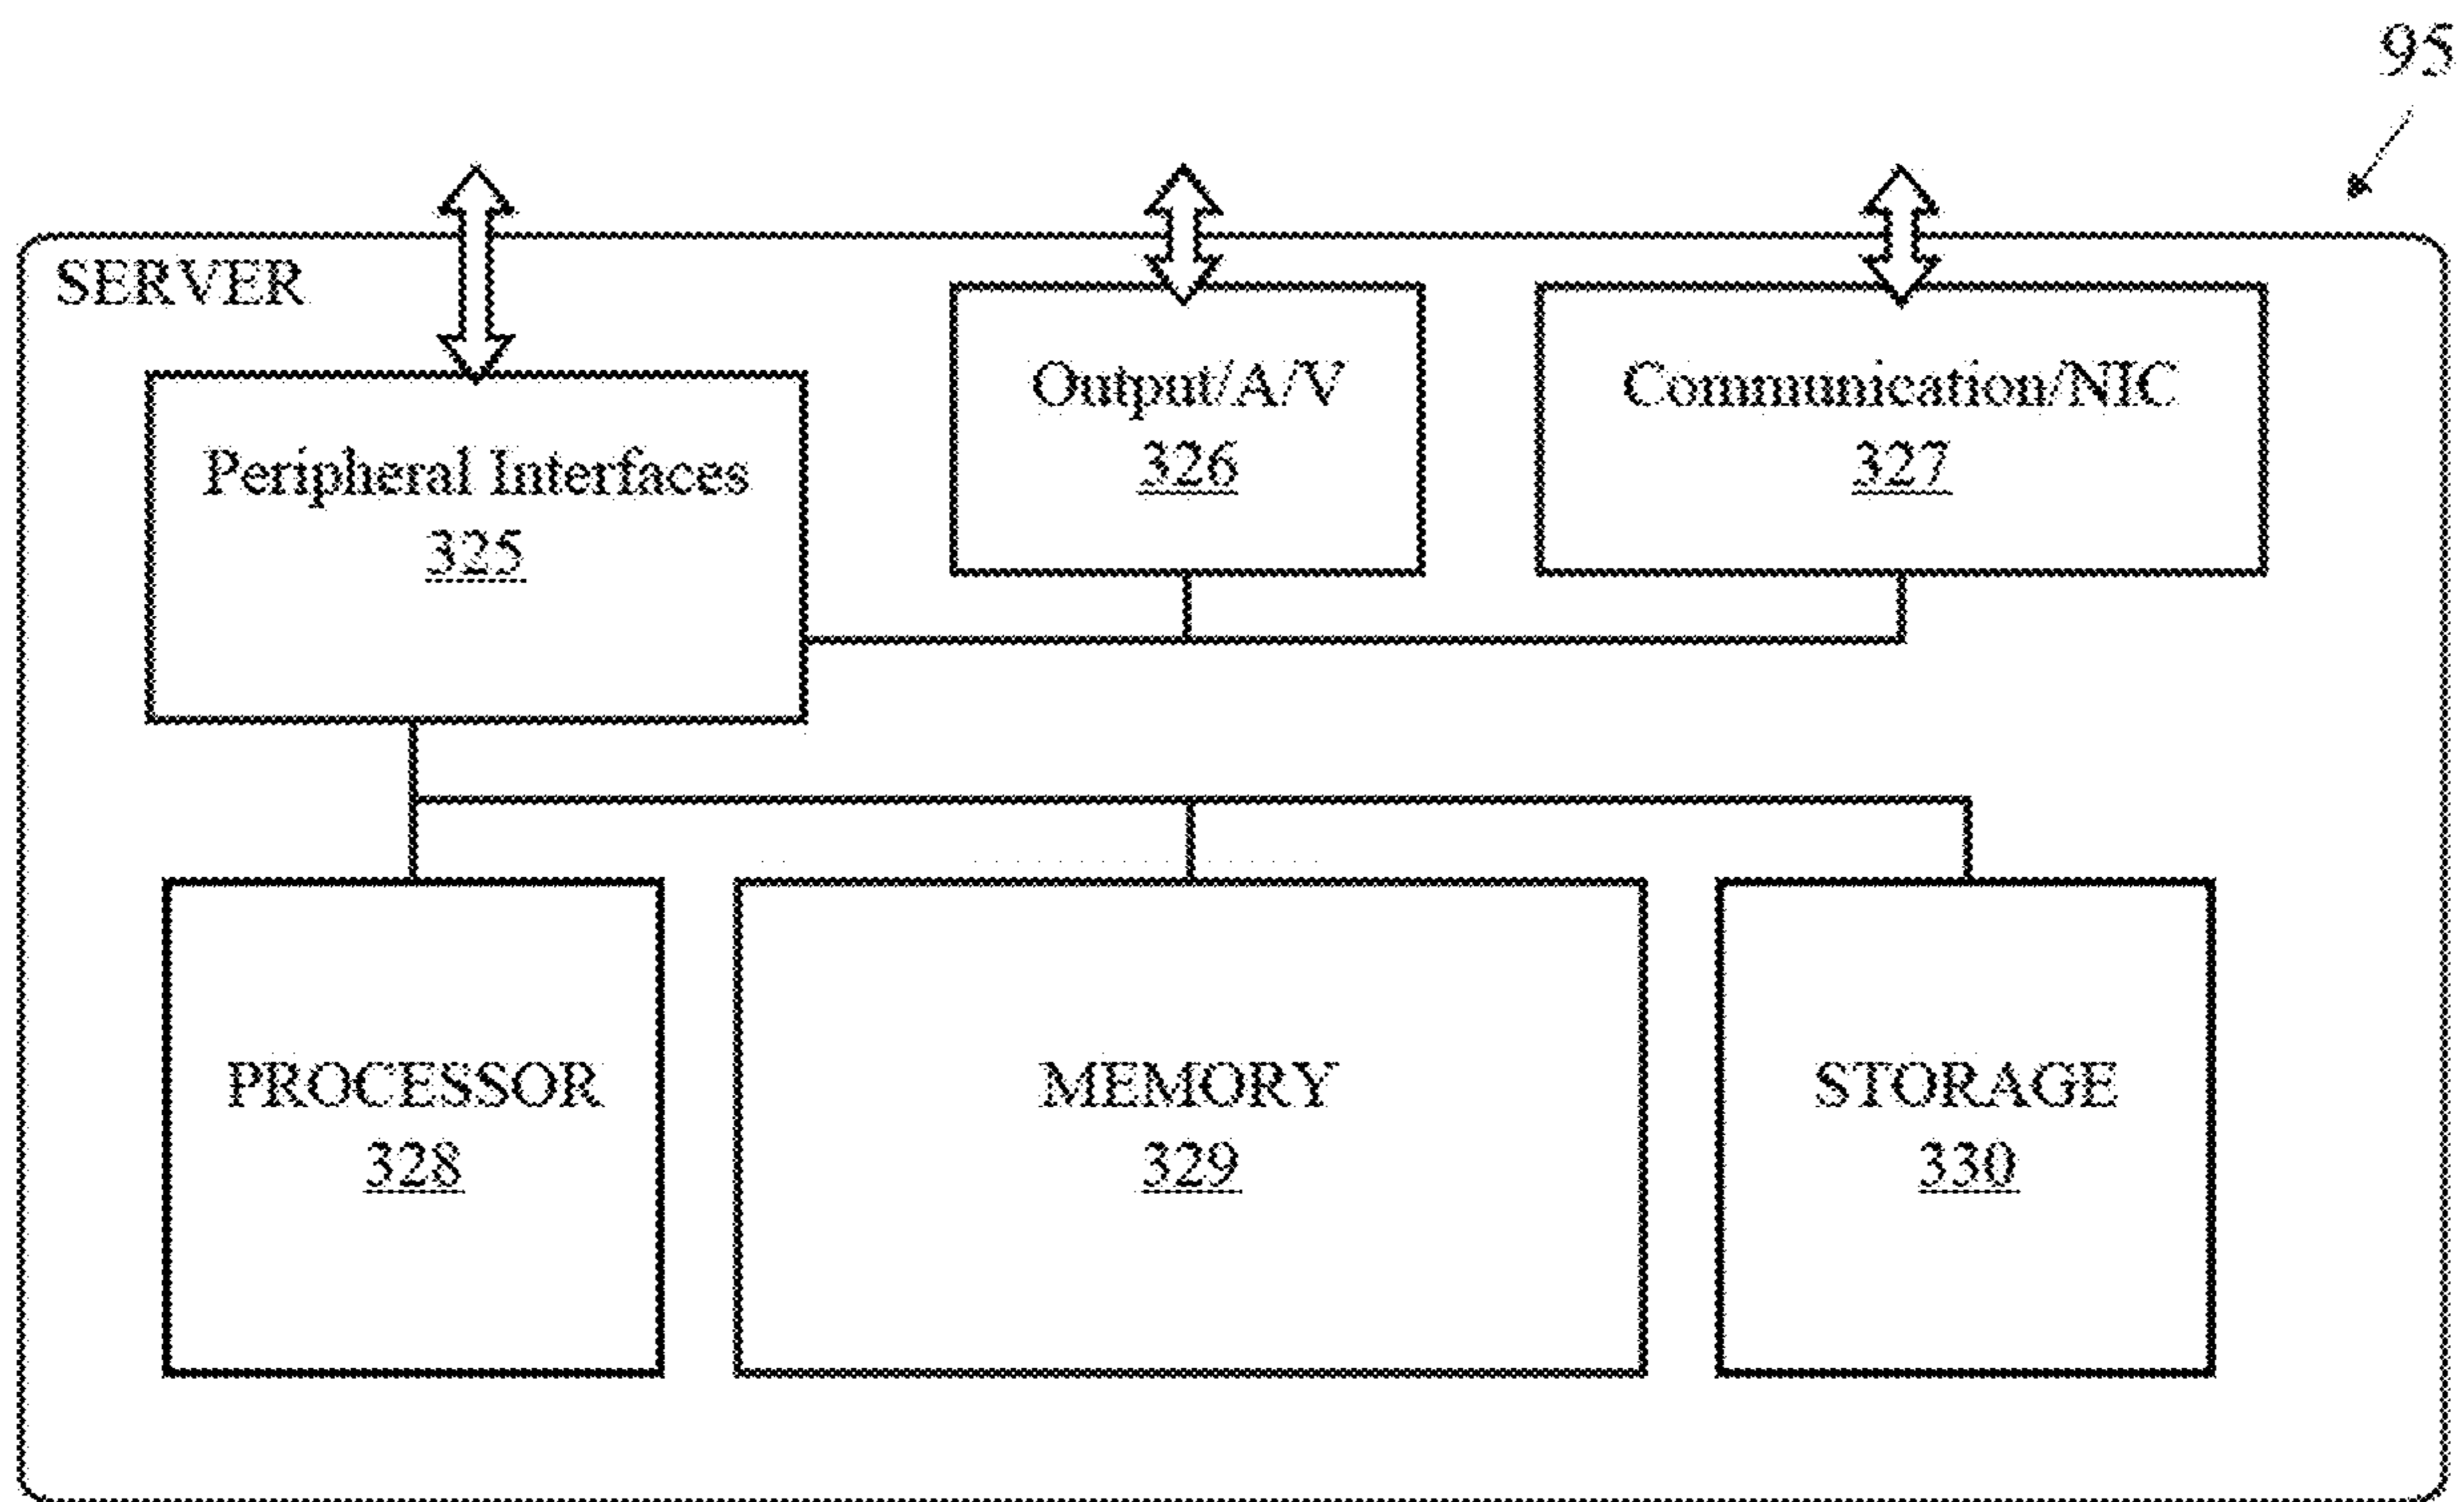 95
SERVER
Peripheral Interfaces
325
Output/A/V
326
Communication/NIC
327
PROCESSOR
328
MEMORY
329
STORAGE
330